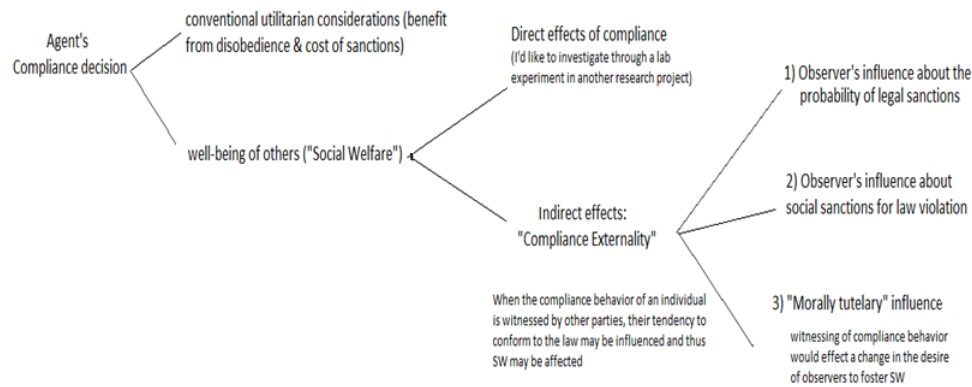 Agent's
Compliance decision
conventional utilitarian considerations (benefit
from disobedience & cost of sanctions)
well-being of others ("Social Welfare")
Direct effects of compliance
(I'd like to investigate through a lab
experiment in another research project)
Indirect effects:
"Compliance Externality"
When the compliance behavior of an individual
is witnessed by other parties, their tendency to
conform to the law may be influenced and thus
SW may be affected
1) Observer's influence about the
probability of legal sanctions
2) Observer's influence about
social sanctions for law violation
3) "Morally tutelary" influence
witnessing of compliance behavior
would effect a change in the desire
of observers to foster SW